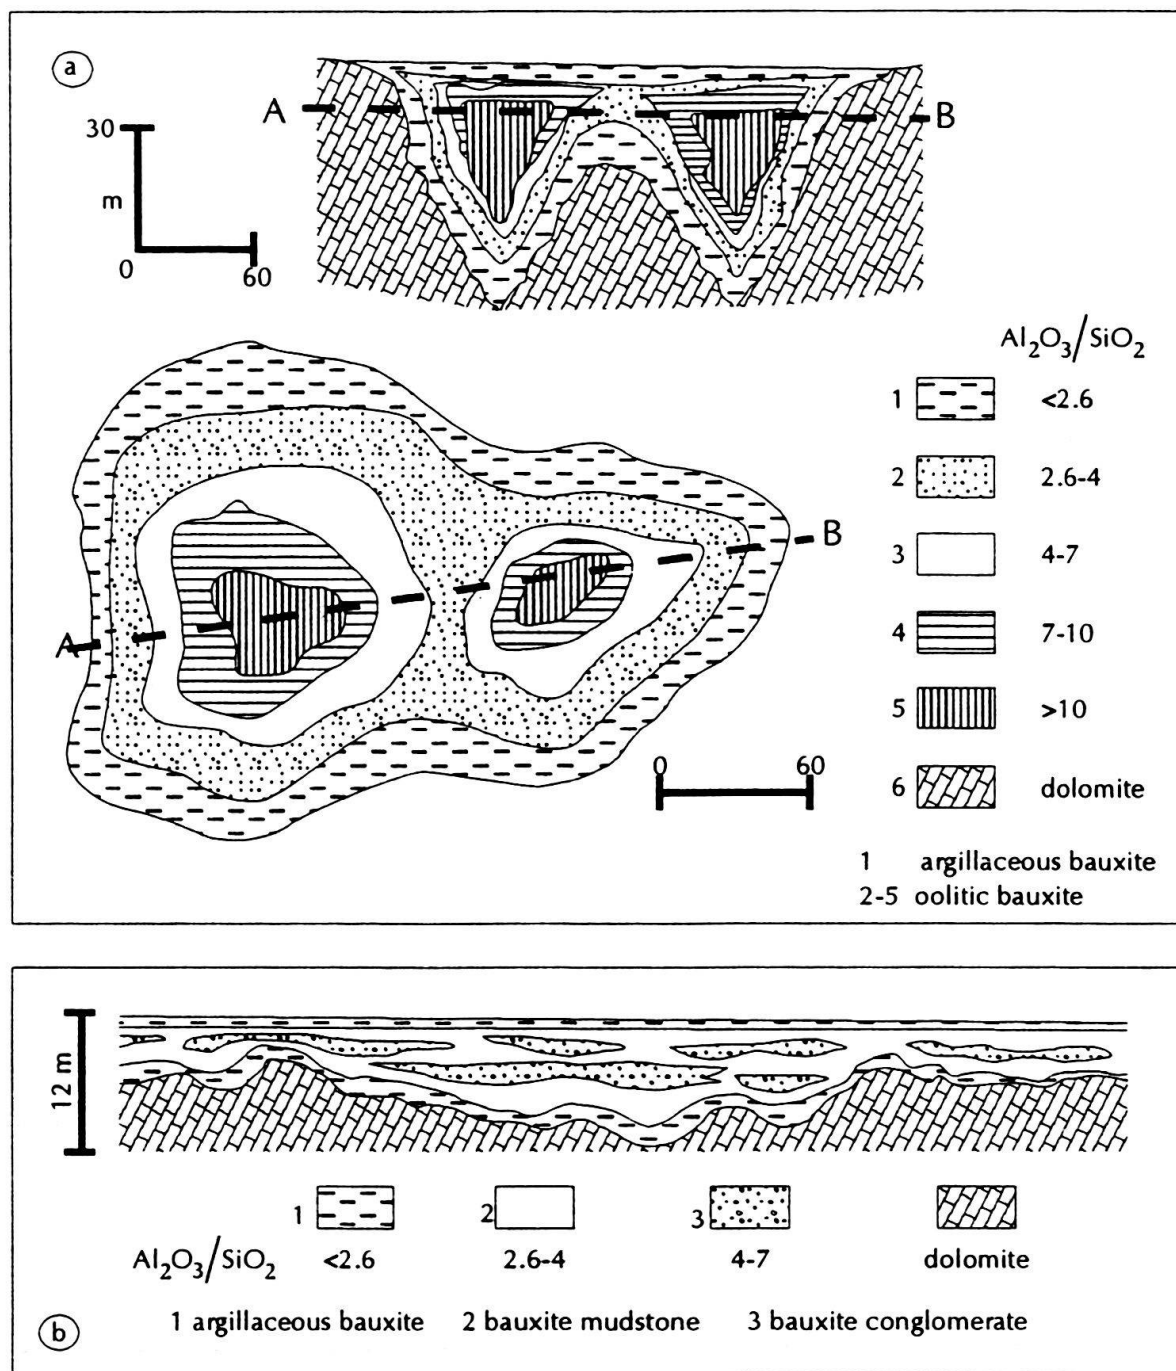 a
A
B
30
m
0
60
Al₂O₃/SiO₂
1 <2.6
2 2.6-4
3 4-7
4 7-10
5 >10
6 dolomite
A
B
0 60
1 argillaceous bauxite
2-5 oolitic bauxite
12 m
1 2 3
Al₂O₃/SiO₂ <2.6 2.6-4 4-7 dolomite
1 argillaceous bauxite 2 bauxite mudstone 3 bauxite conglomerate
b